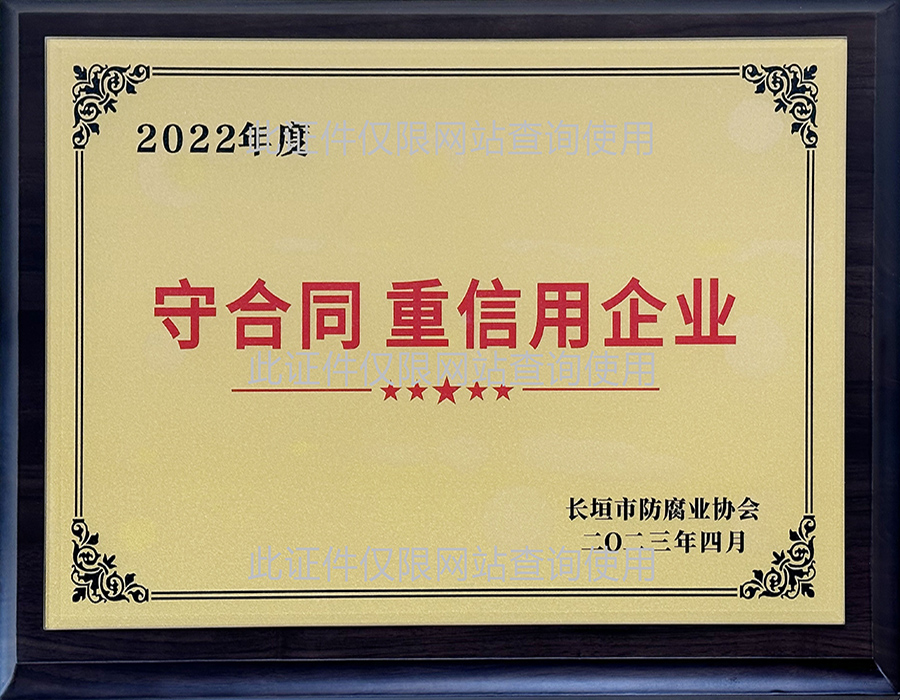 2022年度
此证件仅限网站查询使用
守合同 重信用企业
此证件仅限网站查询使用
长垣市防腐业协会
二〇二三年四月
此证件仅限网站查询使用